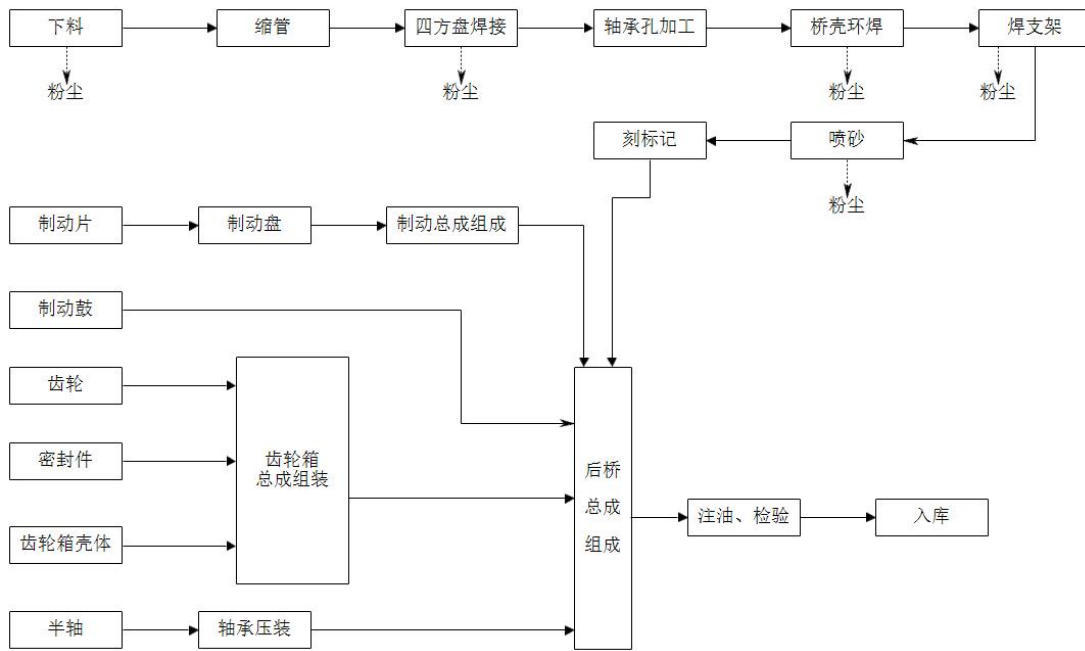 下料
缩管
四方盘焊接
轴承孔加工
桥壳环焊
焊支架
粉尘
粉尘
粉尘
粉尘
刻标记
喷砂
粉尘
制动片
制动盘
制动总成组成
制动鼓
齿轮
密封件
齿轮箱
总成组装
齿轮箱壳体
后桥
总成
组成
注油、检验
入库
半轴
轴承压装